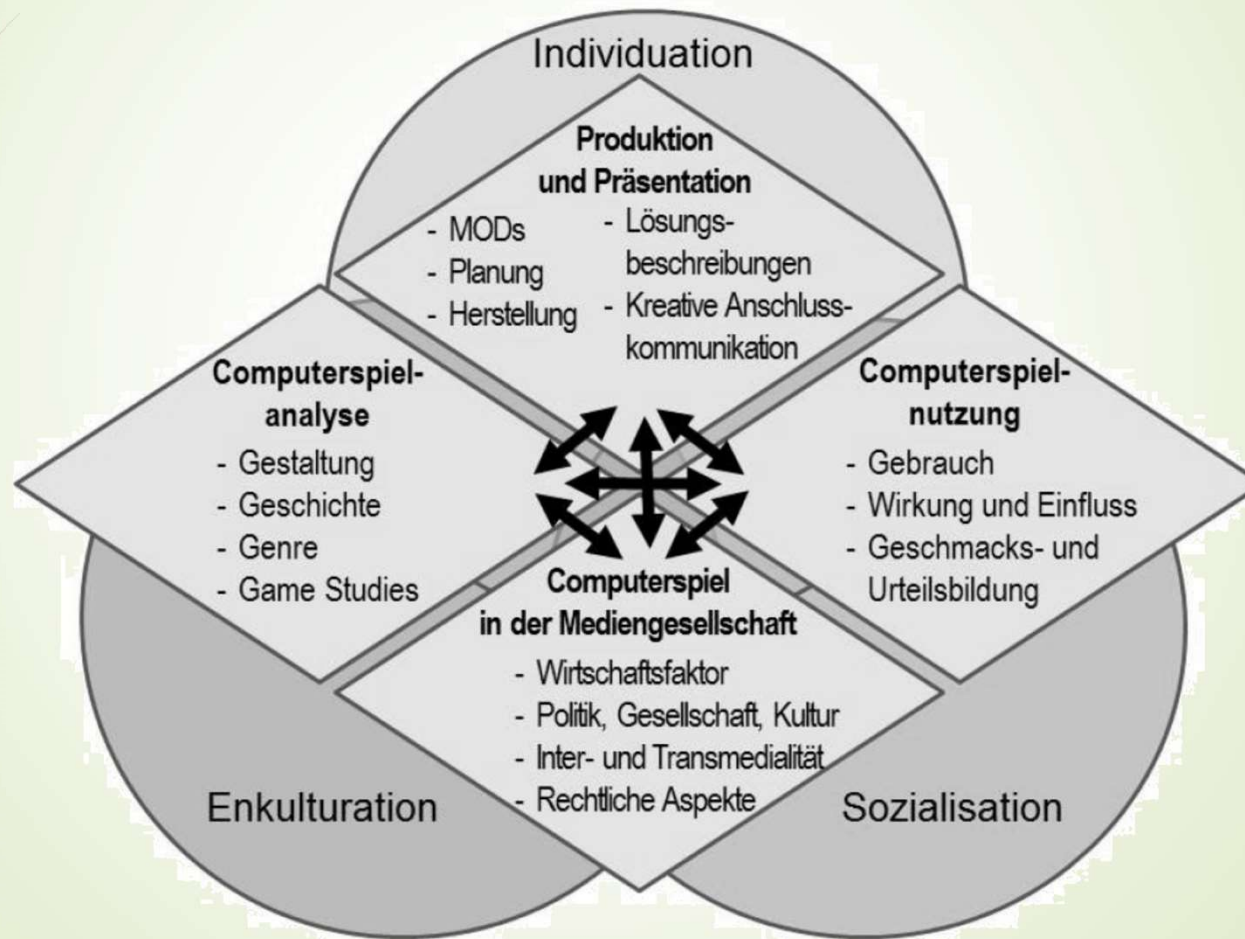 Individuation
Produktion
und Präsentation
- MODs
- Planung
- Herstellung
- Lösungs-
beschreibungen
- Kreative Anschluss-
kommunikation
Computerspiel-
analyse
- Gestaltung
- Geschichte
- Genre
- Game Studies
Computerspiel-
nutzung
- Gebrauch
- Wirkung und Einfluss
- Geschmacks- und
Urteilsbildung
Computerspiel
in der Mediengesellschaft
- Wirtschaftsfaktor
- Politik, Gesellschaft, Kultur
- Inter- und Transmedialität
- Rechtliche Aspekte
Enkulturation
Sozialisation